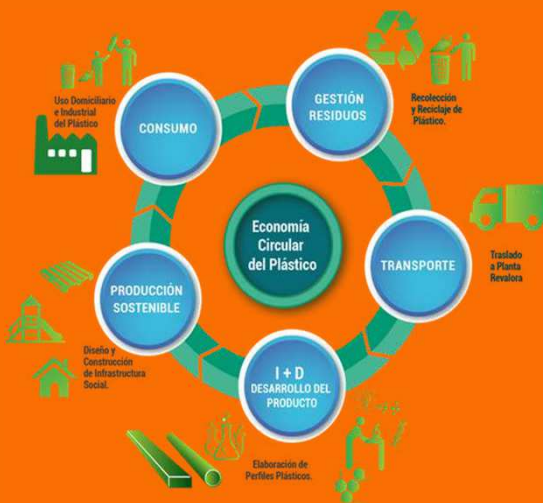 Uso Domiciliario
e Industrial
del Plástico
CONSUMO
GESTIÓN
RESIDUOS
Recolección
y Reciclaje de
Plástico.
Economía
Circular
del Plástico
TRANSPORTE
Traslado
a Planta
Revalora
PRODUCCIÓN
SOSTENIBLE
Diseño y
Construcción
de Infrastructura
Social.
I + D
DESARROLLO DEL
PRODUCTO
Elaboración de
Perfiles Plásticos.